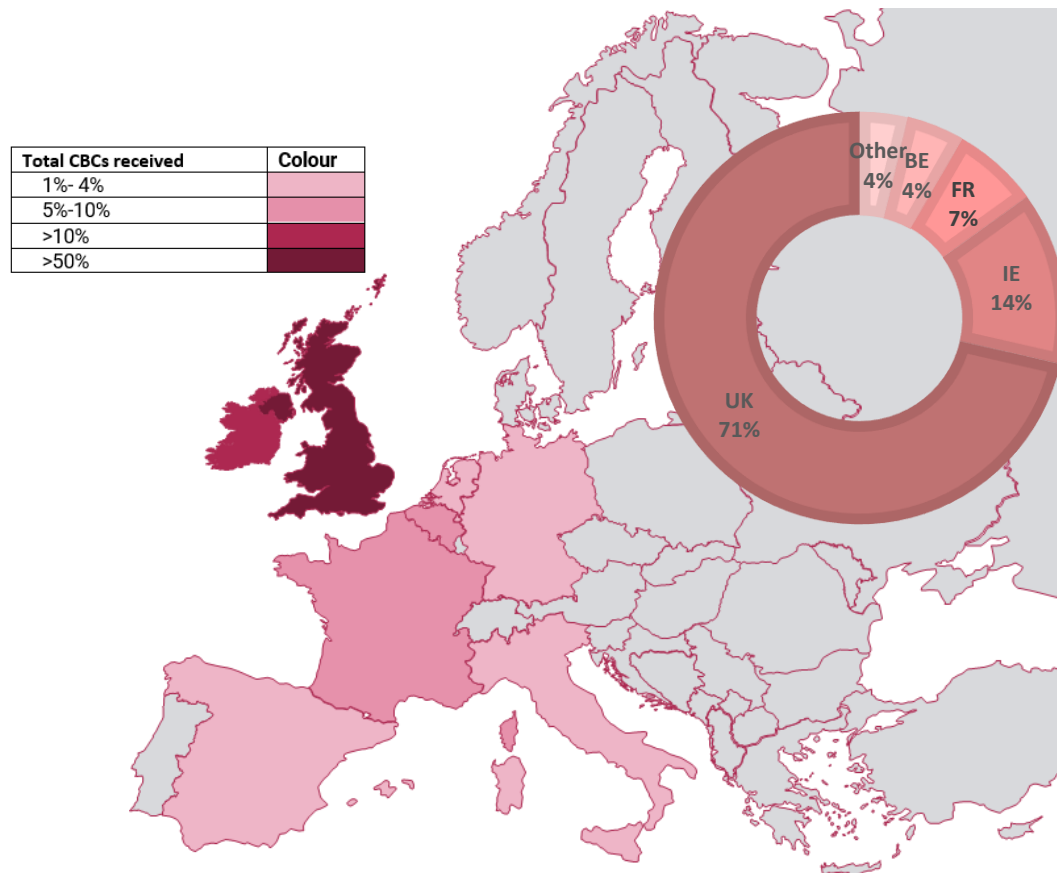 Total CBCs received Colour
1%- 4%
5%-10%
>10%
>50%
Other
4%
BE
4%
FR
7%
IE
14%
UK
71%